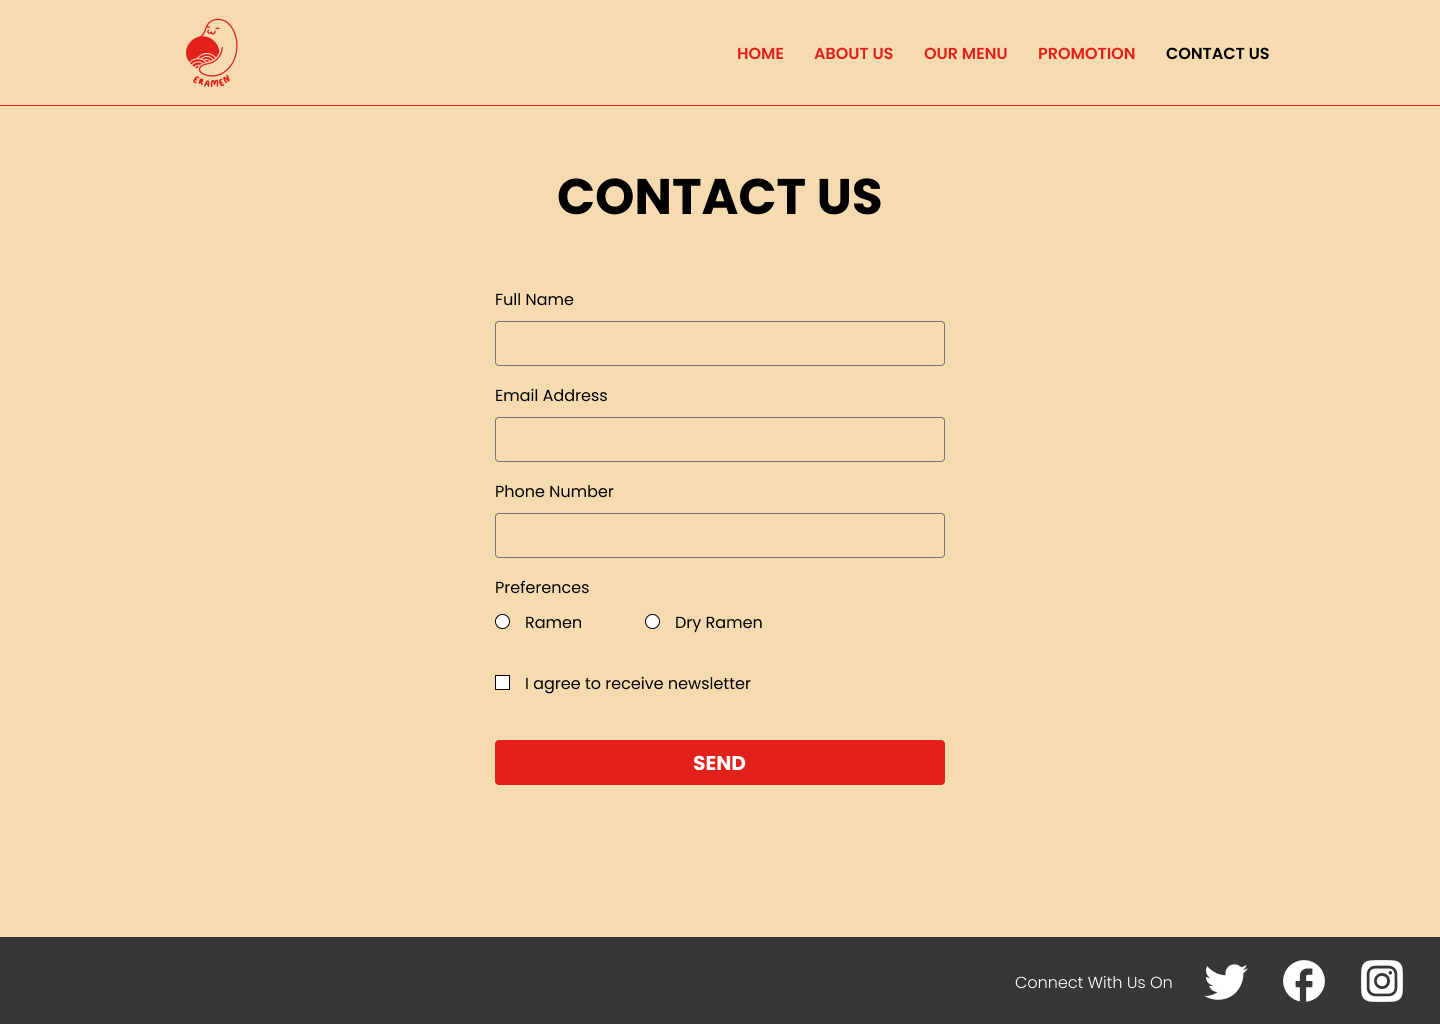 ERAMEN
HOME ABOUT US OUR MENU PROMOTION CONTACT US
CONTACT US
Full Name
Email Address
Phone Number
Preferences
Ramen Dry Ramen
I agree to receive newsletter
SEND
Connect With Us On